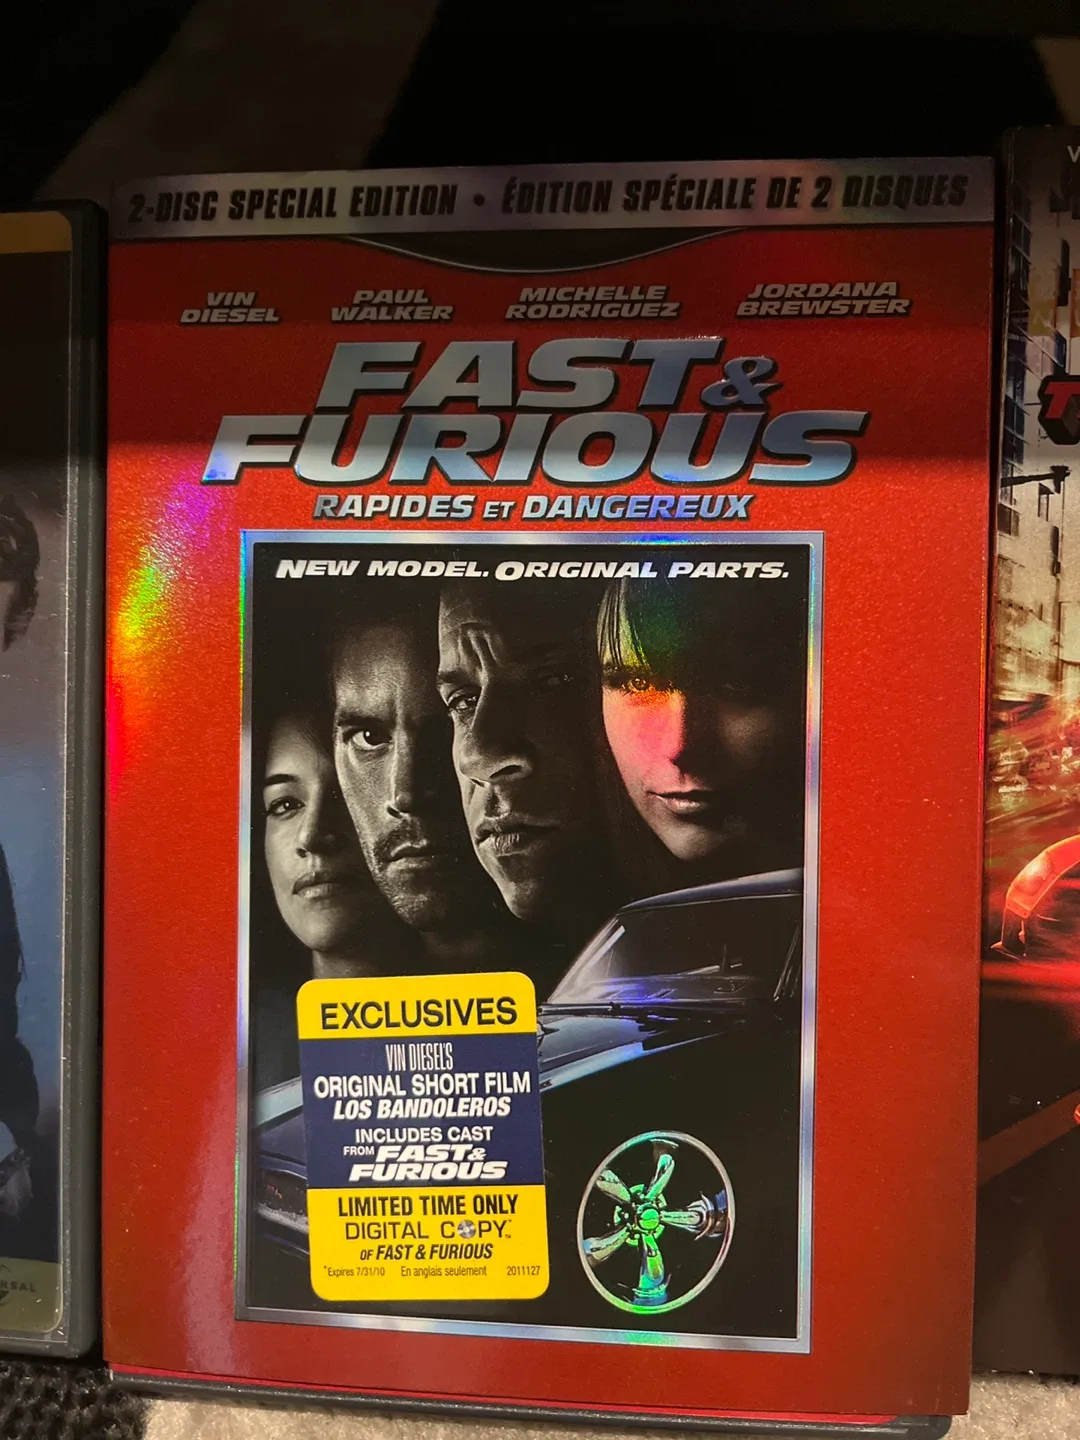 2-DISC SPECIAL EDITION • ÉDITION SPÉCIALE DE 2 DISQUES
VIN DIESEL
PAUL WALKER
MICHELLE RODRIGUEZ
JORDANA BREWSTER
FAST &
FURIOUS
RAPIDES ET DANGEREUX
NEW MODEL. ORIGINAL PARTS.
EXCLUSIVES
VIN DIESEL'S
ORIGINAL SHORT FILM
LOS BANDOLEROS
INCLUDES CAST
FROM FAST &
FURIOUS
LIMITED TIME ONLY
DIGITAL COPY™
OF FAST & FURIOUS
*Expires 7/31/10 En anglais seulement 2011127